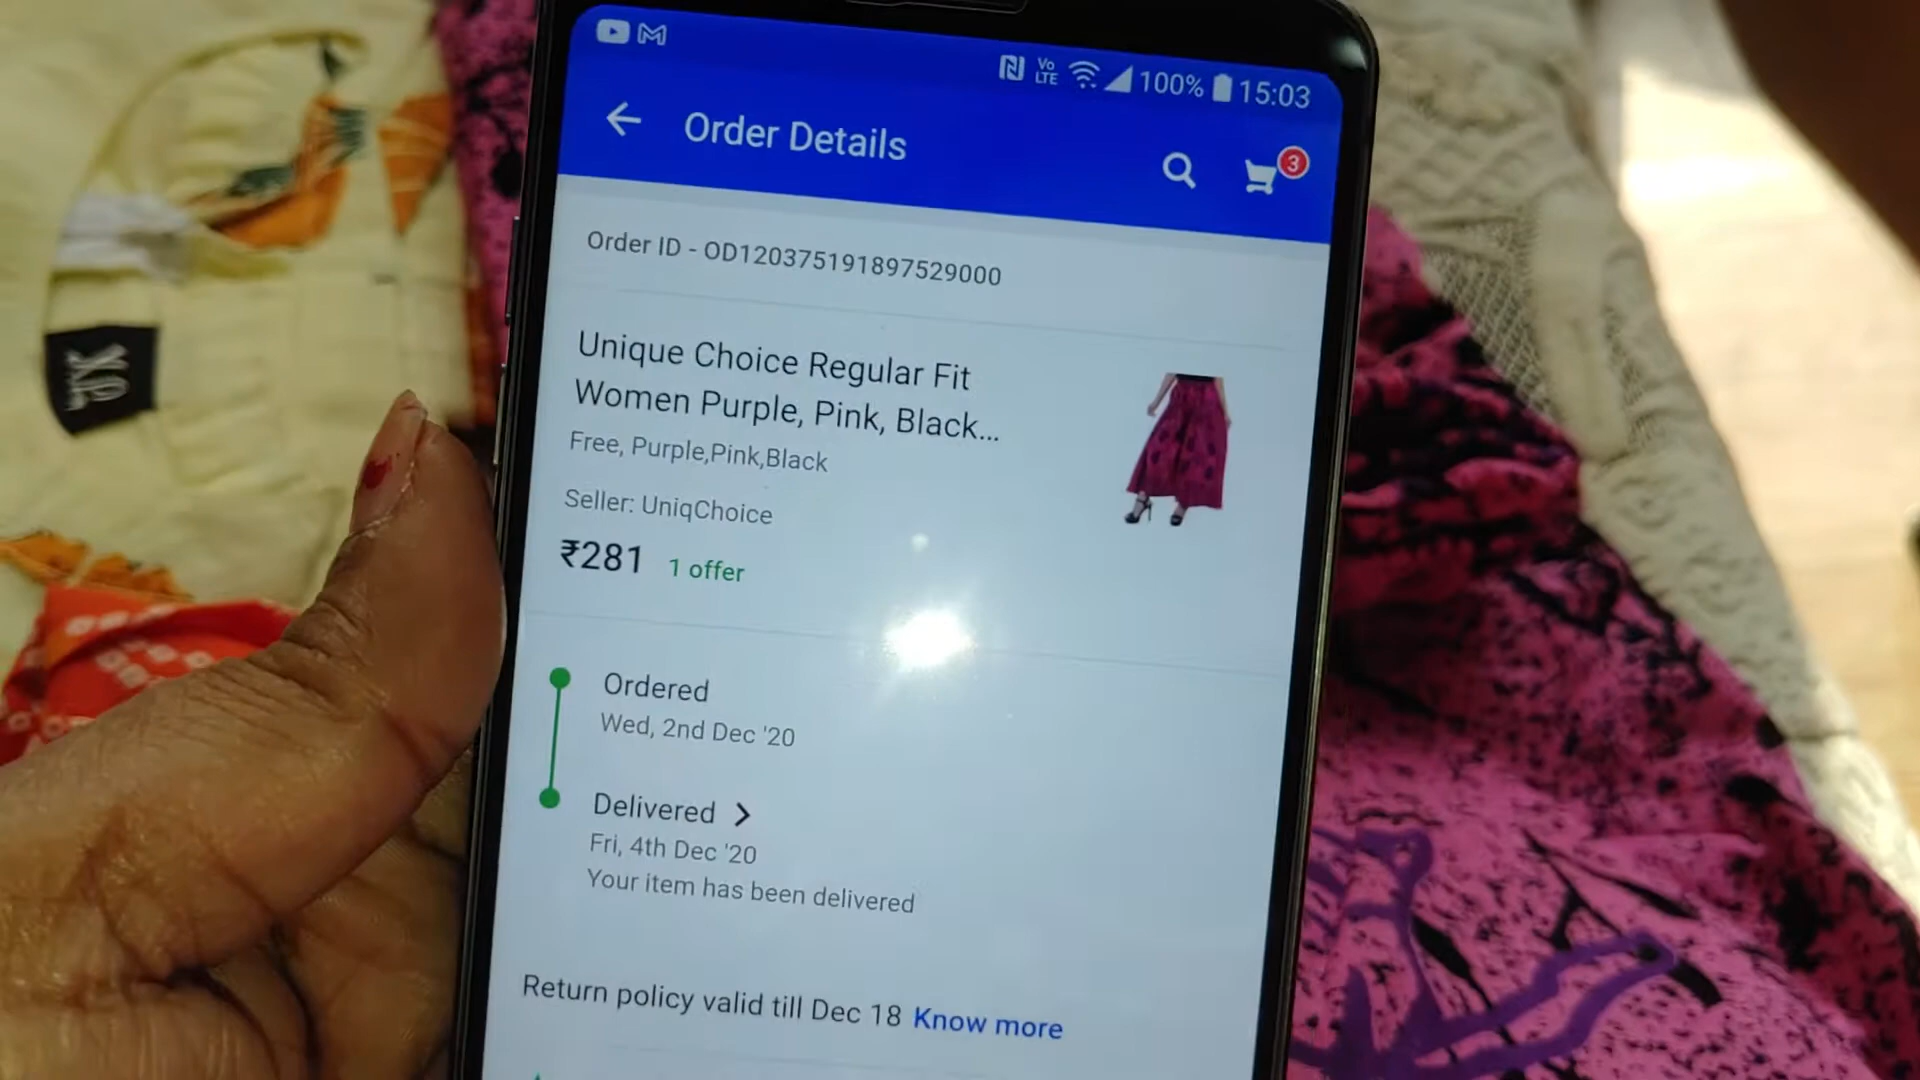 Vo
LTE
100%
15:03
Order Details
3
Order ID - OD120375191897529000
Unique Choice Regular Fit
Women Purple, Pink, Black...
Free, Purple,Pink,Black
Seller: UniqChoice
₹281 1 offer
Ordered
Wed, 2nd Dec '20
Delivered
Fri, 4th Dec '20
Your item has been delivered
Return policy valid till Dec 18 Know more